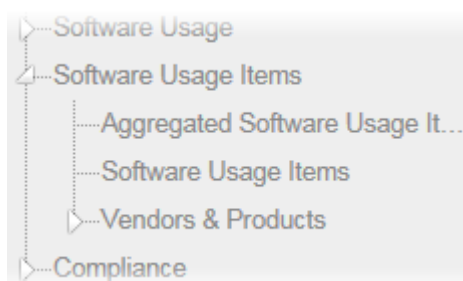 Software Usage
Software Usage Items
Aggregated Software Usage It...
Software Usage Items
Vendors & Products
Compliance